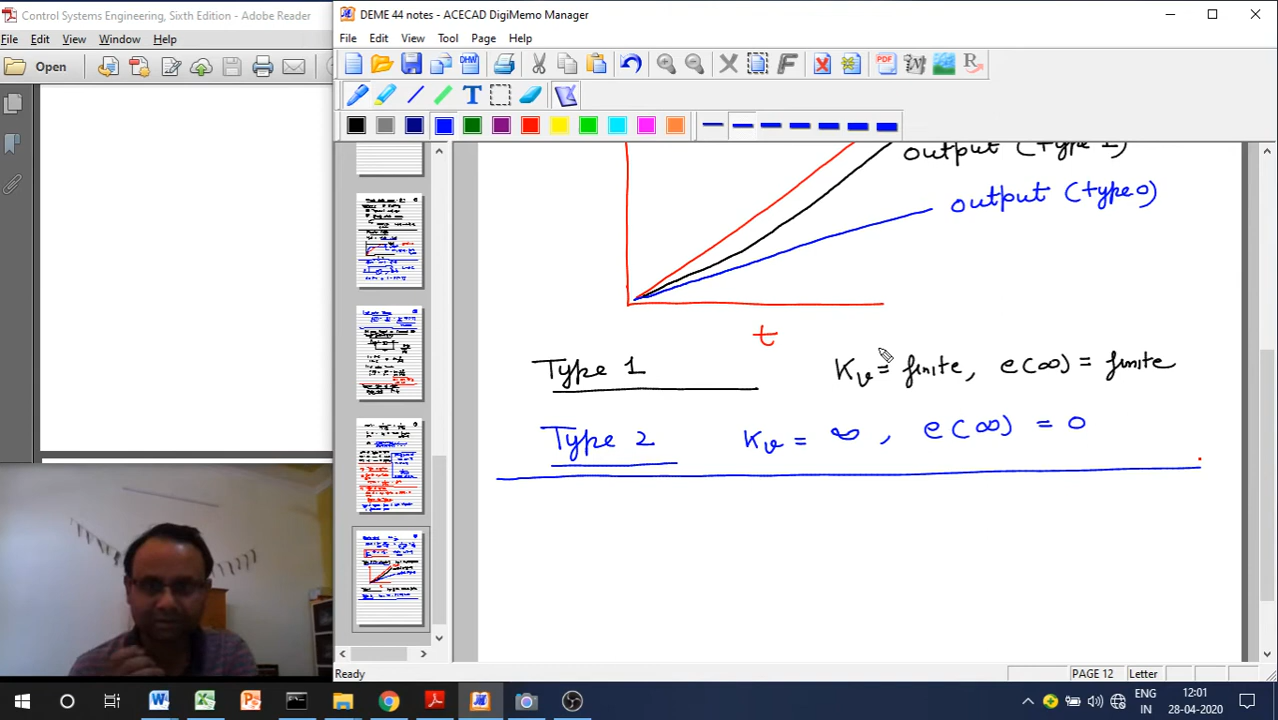 Control Systems Engineering, Sixth Edition - Adobe Reader
DEME 44 notes - ACECAD DigiMemo Manager
File Edit View Window Help
File Edit View Tool Page Help
Open
output (type 1)
output (type 0)
t
Type 1 Kv = finite, e(∞) = finite
Type 2 Kv = ∞, e(∞) = 0
Ready
PAGE 12
Letter
ENG
IN
12:01
28-04-2020